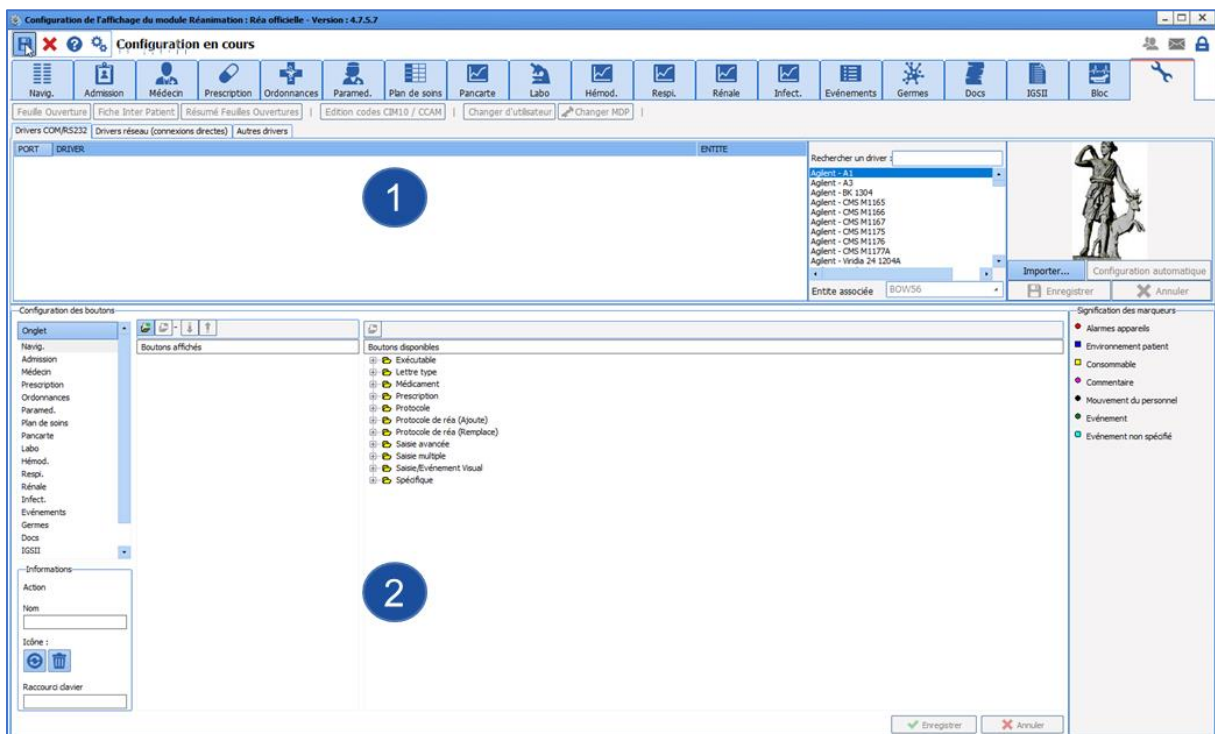 Configuration de l'affichage du module Réanimation : Réa officielle - Version : 4.7.5.7
Configuration en cours
Navig. Admission Médecin Prescription Ordonnances Paramed. Plan de soins Pancarte Labo Hémod. Respi. Rénale Infect. Evénements Germes Docs IGSII Bloc
Feuille Ouverture Fiche Inter Patient Résumé Feuilles Ouvertures | Edition codes CIM10 / CCAM | Changer d'utilisateur Changer MDP |
Drivers COM/RS232 Drivers réseau (connexions directes) Autres drivers
PORT DRIVER ENTITE
1
Rechercher un driver :
Agilent - A1
Agilent - A3
Agilent - BK 1304
Agilent - CMS M1165
Agilent - CMS M1166
Agilent - CMS M1167
Agilent - CMS M1175
Agilent - CMS M1176
Agilent - CMS M1177A
Agilent - Viridia 24 1204A
Entite associée BOW56
Importer... Configuration automatique
Enregistrer Annuler
Configuration des boutons
Onglet
Navig.
Admission
Médecin
Prescription
Ordonnances
Paramed.
Plan de soins
Pancarte
Labo
Hémod.
Respi.
Rénale
Infect.
Evénements
Germes
Docs
IGSII
Informations
Action
Nom
Icône :
Raccourci clavier
Boutons affichés
Boutons disponibles
Exécutable
Lettre type
Médicament
Prescription
Protocole
Protocole de réa (Ajoute)
Protocole de réa (Remplace)
Saisie avancée
Saisie multiple
Saisie/Evénement Visual
Spécifique
2
Enregistrer Annuler
Signification des marqueurs
Alarmes appareils
Environnement patient
Consommable
Commentaire
Mouvement du personnel
Evénement
Evénement non spécifié